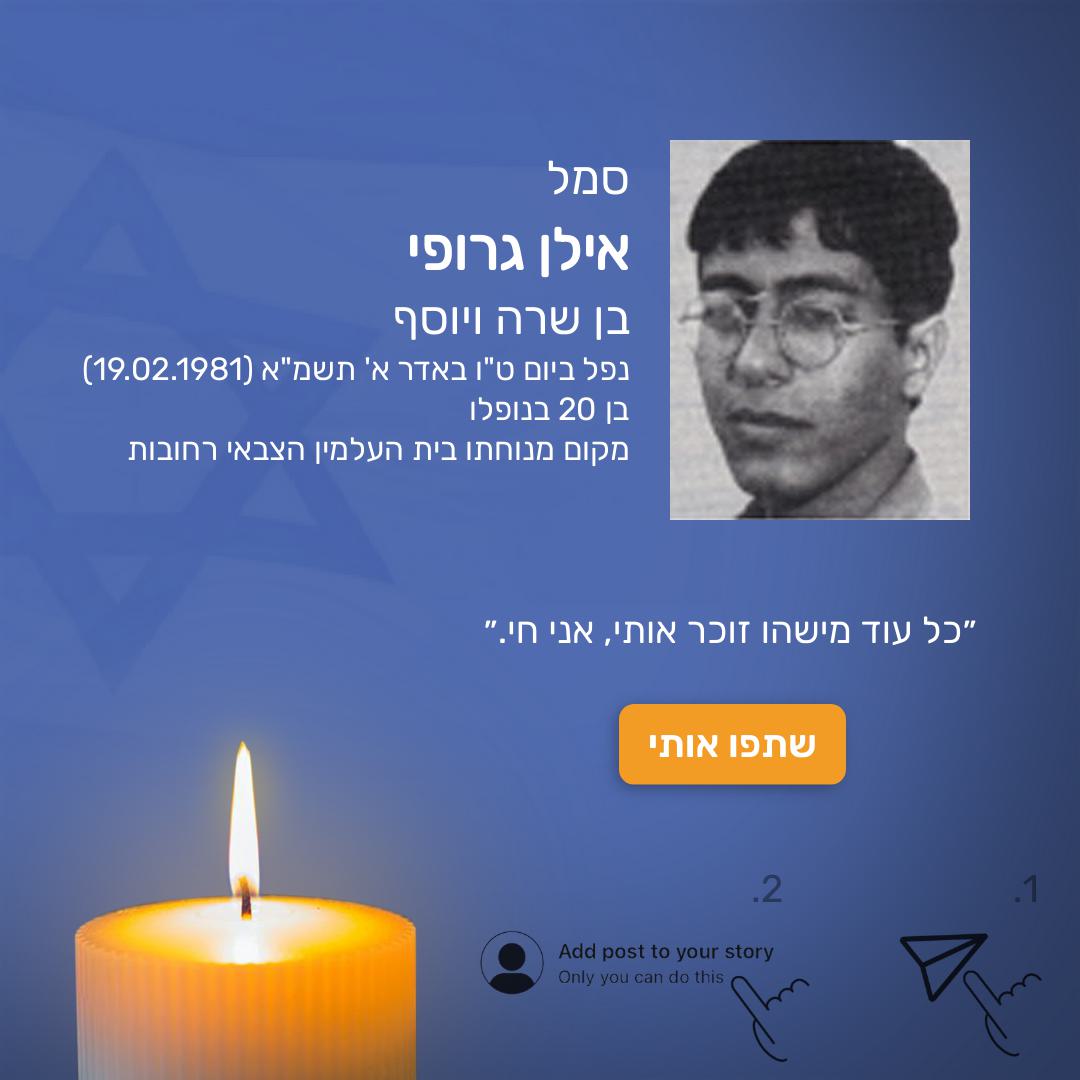 סמל
אילן גרופי
בן שרה ויוסף
נפל ביום ט"ו באדר א' תשמ"א (19.02.1981)
בן 20 בנופלו
מקום מנוחתו בית העלמין הצבאי רחובות
״כל עוד מישהו זוכר אותי, אני חי.״
שתפו אותי
.1
.2
Add post to your story
Only you can do this